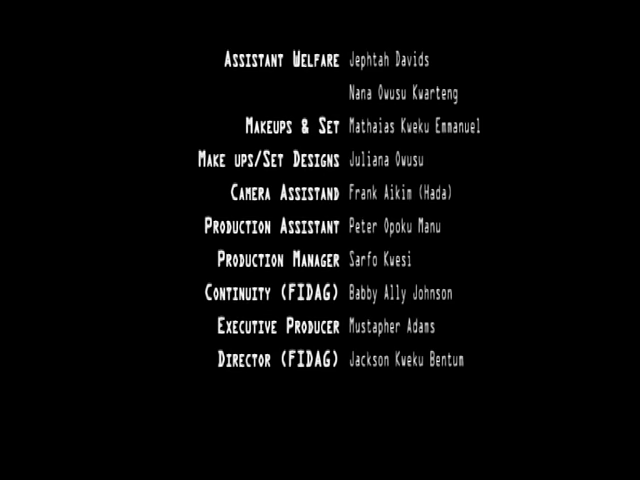 Assistant Welfare Jephtah Davids
Nana Owusu Kwarteng
Makeups & Set Mathaias Kweku Emmanuel
Make ups/Set Designs Juliana Owusu
Camera Assistand Frank Aikim (Hada)
Production Assistant Peter Opoku Manu
Production Manager Sarfo Kwesi
Continuity (FIDAG) Babby Ally Johnson
Executive Producer Mustapher Adams
Director (FIDAG) Jackson Kweku Bentum